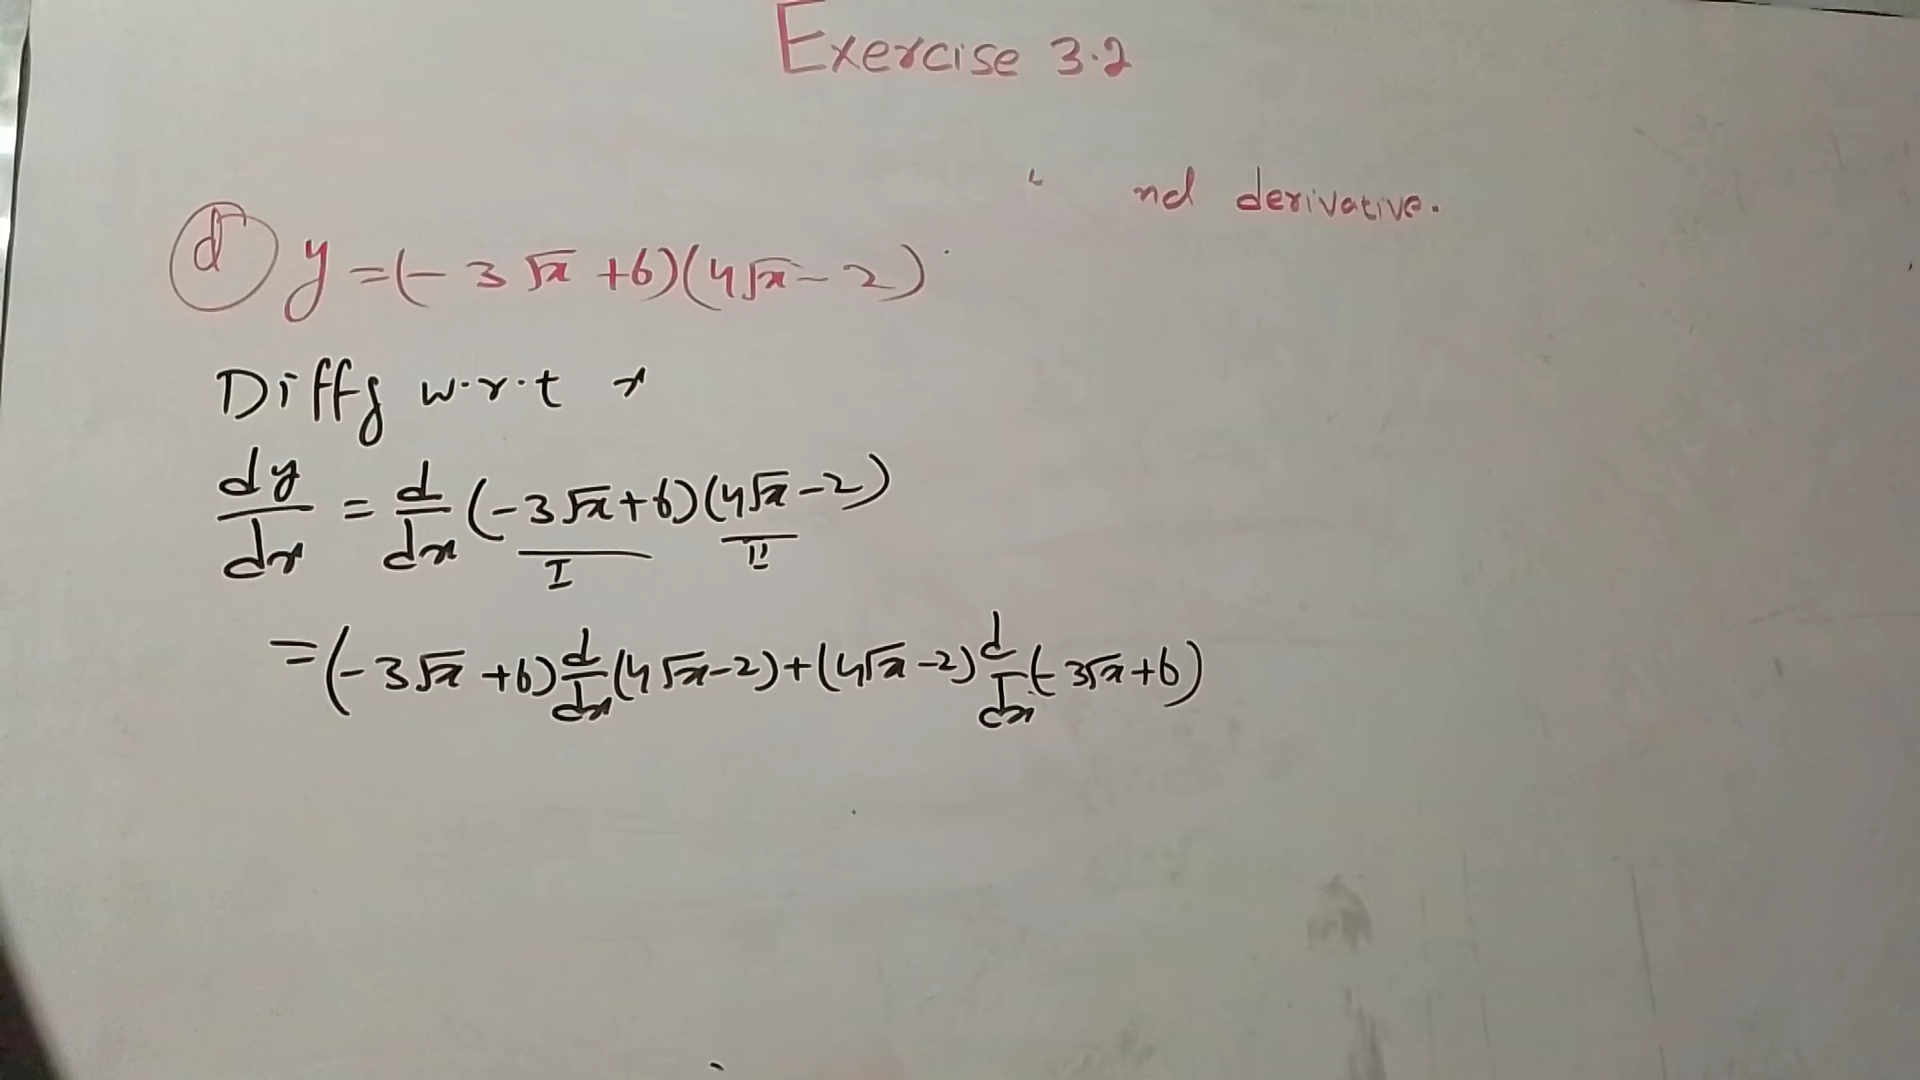 Exercise 3.2
nd derivative.
(d) y = (-3√x +6)(4√x - 2)
Diffg w.r.t x
dy/dx = d/dx (-3√x+6)(4√x-2)
I II
= (-3√x +6) d/dx (4√x-2)+(4√x-2) d/dx (-3√x+6)